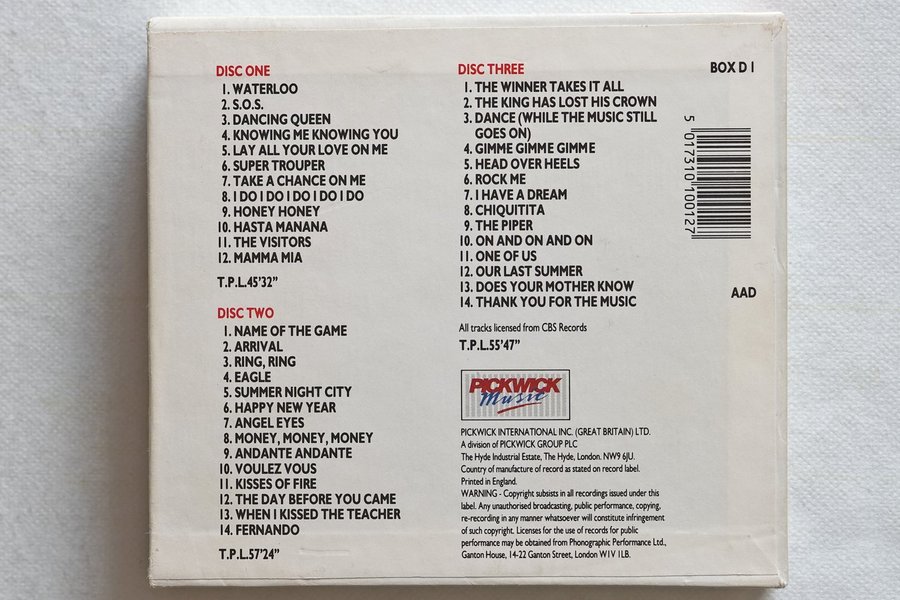 DISC ONE
1. WATERLOO
2. S.O.S.
3. DANCING QUEEN
4. KNOWING ME KNOWING YOU
5. LAY ALL YOUR LOVE ON ME
6. SUPER TROUPER
7. TAKE A CHANCE ON ME
8. I DO I DO I DO I DO I DO
9. HONEY HONEY
10. HASTA MANANA
11. THE VISITORS
12. MAMMA MIA
T.P.L.45'32"
DISC TWO
1. NAME OF THE GAME
2. ARRIVAL
3. RING, RING
4. EAGLE
5. SUMMER NIGHT CITY
6. HAPPY NEW YEAR
7. ANGEL EYES
8. MONEY, MONEY, MONEY
9. ANDANTE ANDANTE
10. VOULEZ VOUS
11. KISSES OF FIRE
12. THE DAY BEFORE YOU CAME
13. WHEN I KISSED THE TEACHER
14. FERNANDO
T.P.L.57'24"
DISC THREE
1. THE WINNER TAKES IT ALL
2. THE KING HAS LOST HIS CROWN
3. DANCE (WHILE THE MUSIC STILL
GOES ON)
4. GIMME GIMME GIMME
5. HEAD OVER HEELS
6. ROCK ME
7. I HAVE A DREAM
8. CHIQUITITA
9. THE PIPER
10. ON AND ON AND ON
11. ONE OF US
12. OUR LAST SUMMER
13. DOES YOUR MOTHER KNOW
14. THANK YOU FOR THE MUSIC
All tracks licensed from CBS Records
T.P.L.55'47"
PICKWICK
Music
PICKWICK INTERNATIONAL INC. (GREAT BRITAIN) LTD.
A division of PICKWICK GROUP PLC
The Hyde Industrial Estate, The Hyde, London. NW9 6JU.
Country of manufacture of record as stated on record label.
Printed in England.
WARNING - Copyright subsists in all recordings issued under this
label. Any unauthorised broadcasting, public performance, copying,
re-recording in any manner whatsoever will constitute infringement
of such copyright. Licenses for the use of records for public
performance may be obtained from Phonographic Performance Ltd.,
Ganton House, 14-22 Ganton Street, London W1V 1LB.
BOX D 1
5 017310 100127
AAD